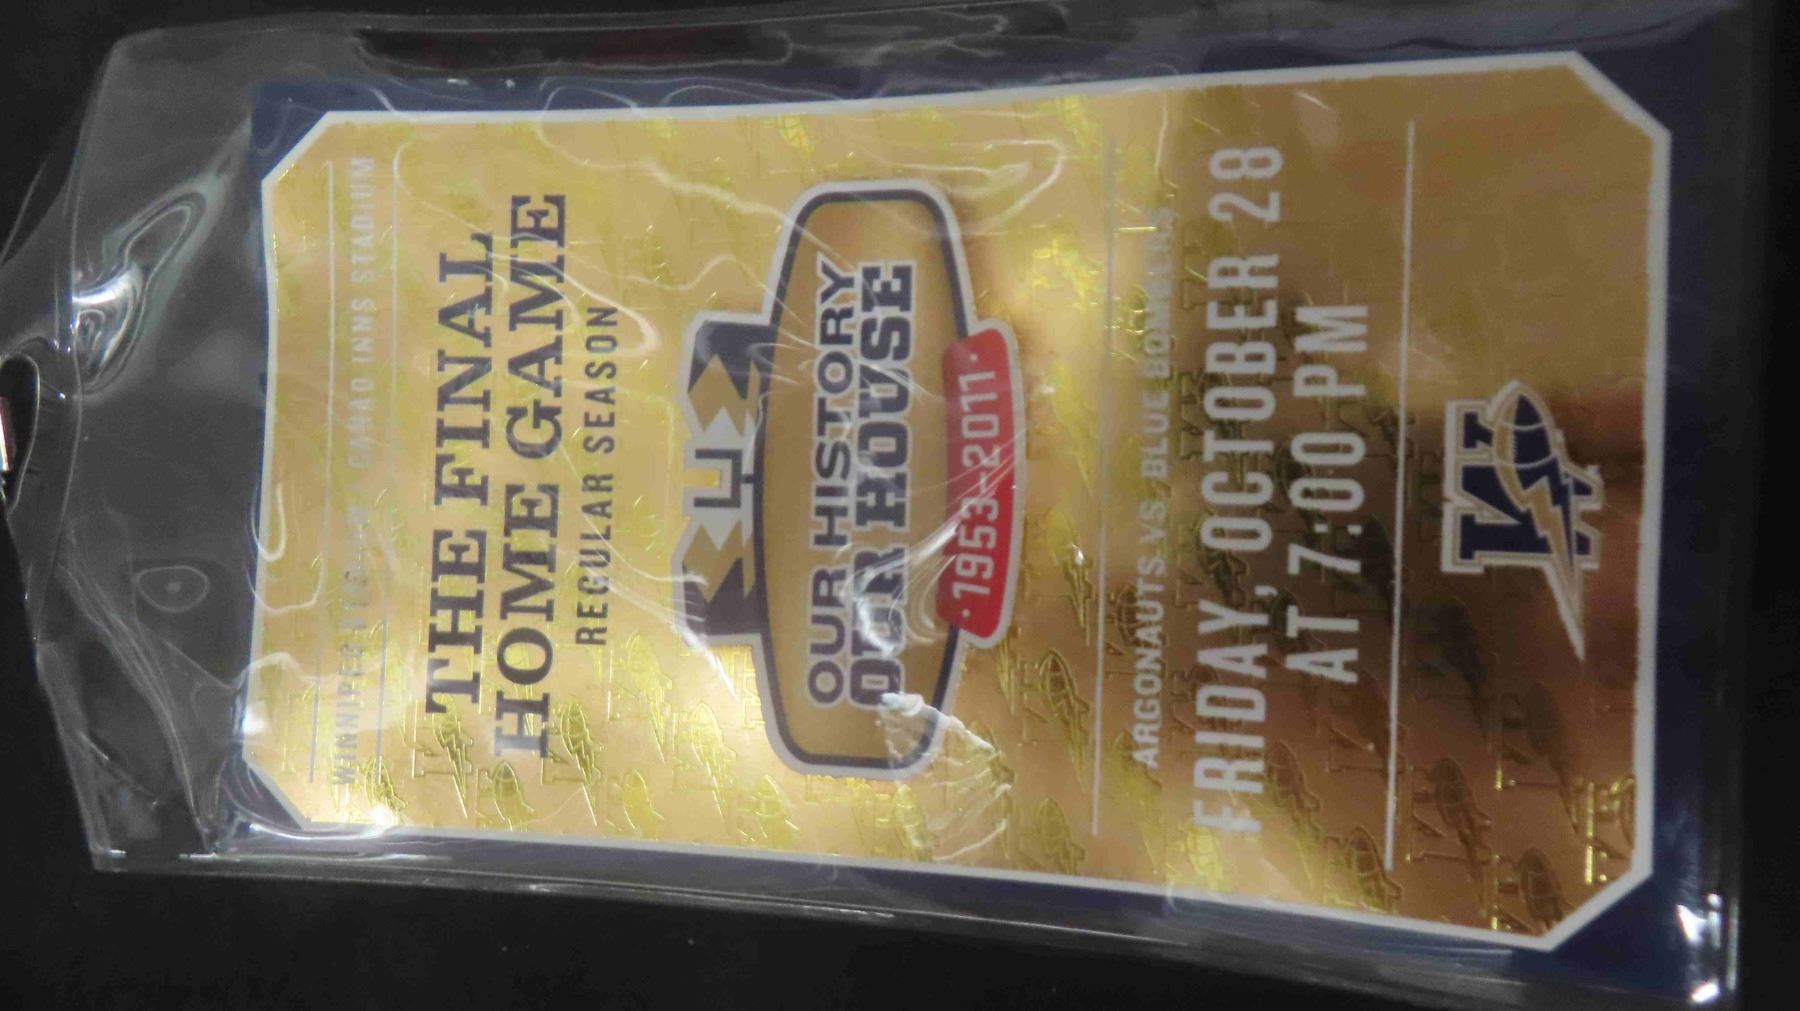 WINNIPEG STADIUM / CANAD INNS STADIUM
THE FINAL
HOME GAME
REGULAR SEASON
OUR HISTORY
OUR HOUSE
·1953-2011·
ARGONAUTS VS BLUE BOMBERS
FRIDAY, OCTOBER 28
AT 7:00 PM
W